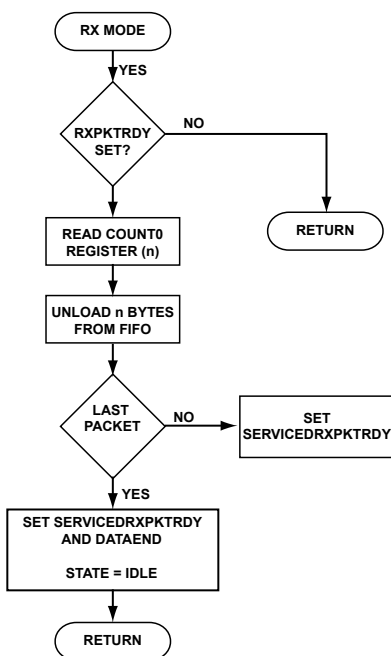 RX MODE
YES
RXPKTRDY
SET?
NO
RETURN
READ COUNT0
REGISTER (n)
UNLOAD n BYTES
FROM FIFO
LAST
PACKET
NO
SET
SERVICEDRXPKTRDY
YES
SET SERVICEDRXPKTRDY
AND DATAEND
STATE = IDLE
RETURN